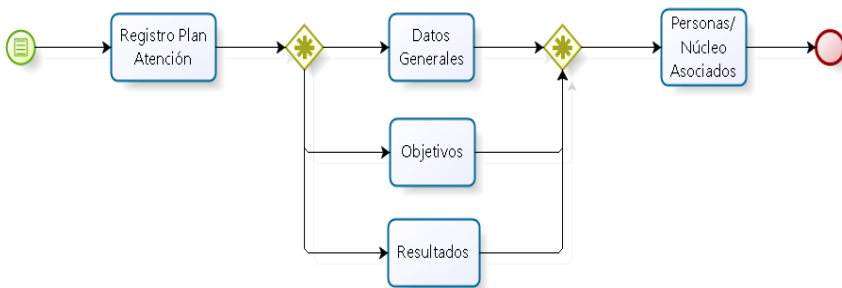 Registro Plan
Atención
Datos
Generales
Personas/
Núcleo
Asociados
Objetivos
Resultados